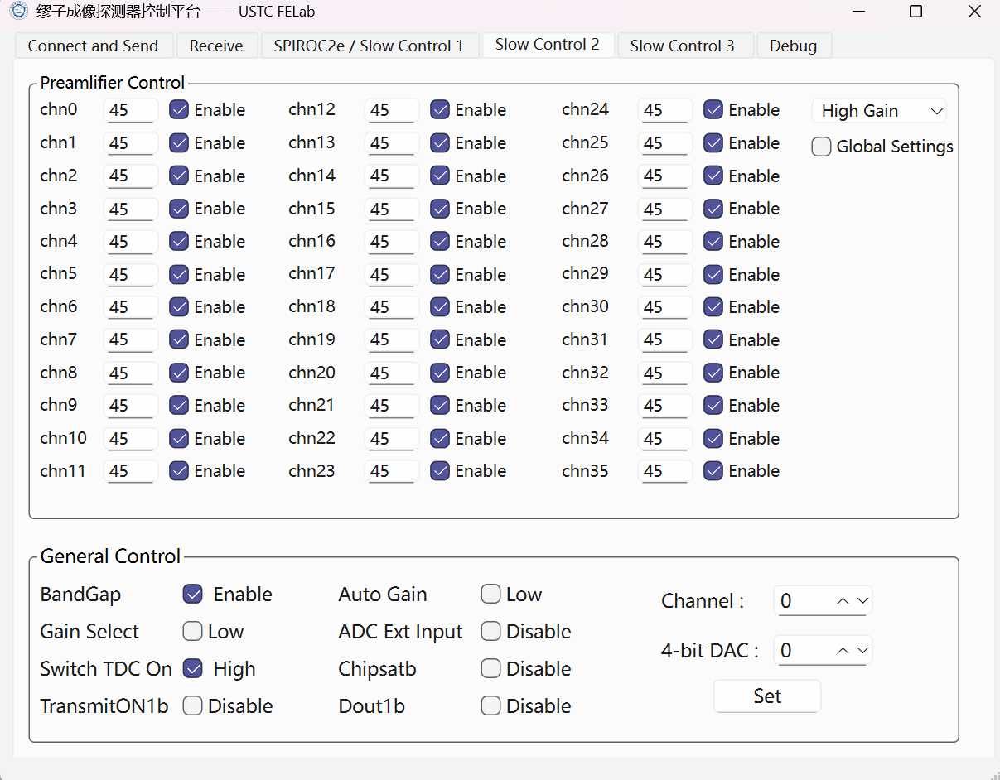 缪子成像探测器控制平台 —— USTC FELab
Connect and Send Receive SPIROC2e / Slow Control 1 Slow Control 2 Slow Control 3 Debug
Preamlifier Control
chn0 45 Enable chn12 45 Enable chn24 45 Enable High Gain
chn1 45 Enable chn13 45 Enable chn25 45 Enable Global Settings
chn2 45 Enable chn14 45 Enable chn26 45 Enable
chn3 45 Enable chn15 45 Enable chn27 45 Enable
chn4 45 Enable chn16 45 Enable chn28 45 Enable
chn5 45 Enable chn17 45 Enable chn29 45 Enable
chn6 45 Enable chn18 45 Enable chn30 45 Enable
chn7 45 Enable chn19 45 Enable chn31 45 Enable
chn8 45 Enable chn20 45 Enable chn32 45 Enable
chn9 45 Enable chn21 45 Enable chn33 45 Enable
chn10 45 Enable chn22 45 Enable chn34 45 Enable
chn11 45 Enable chn23 45 Enable chn35 45 Enable
General Control
BandGap Enable Auto Gain Low Channel : 0
Gain Select Low ADC Ext Input Disable 4-bit DAC : 0
Switch TDC On High Chipsatb Disable
TransmitON1b Disable Dout1b Disable Set